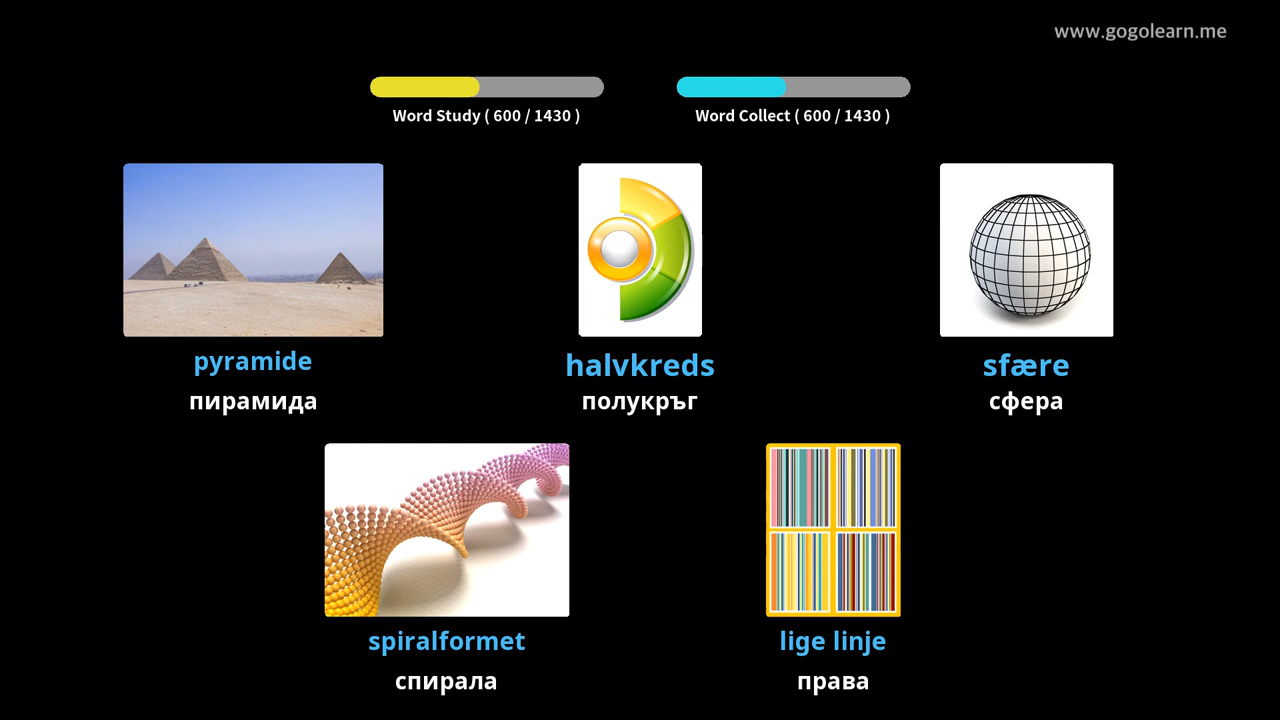 www.gogolearn.me
Word Study ( 600 / 1430 )
Word Collect ( 600 / 1430 )
pyramide
пирамида
halvkreds
полукръг
sfære
сфера
spiralformet
спирала
lige linje
права